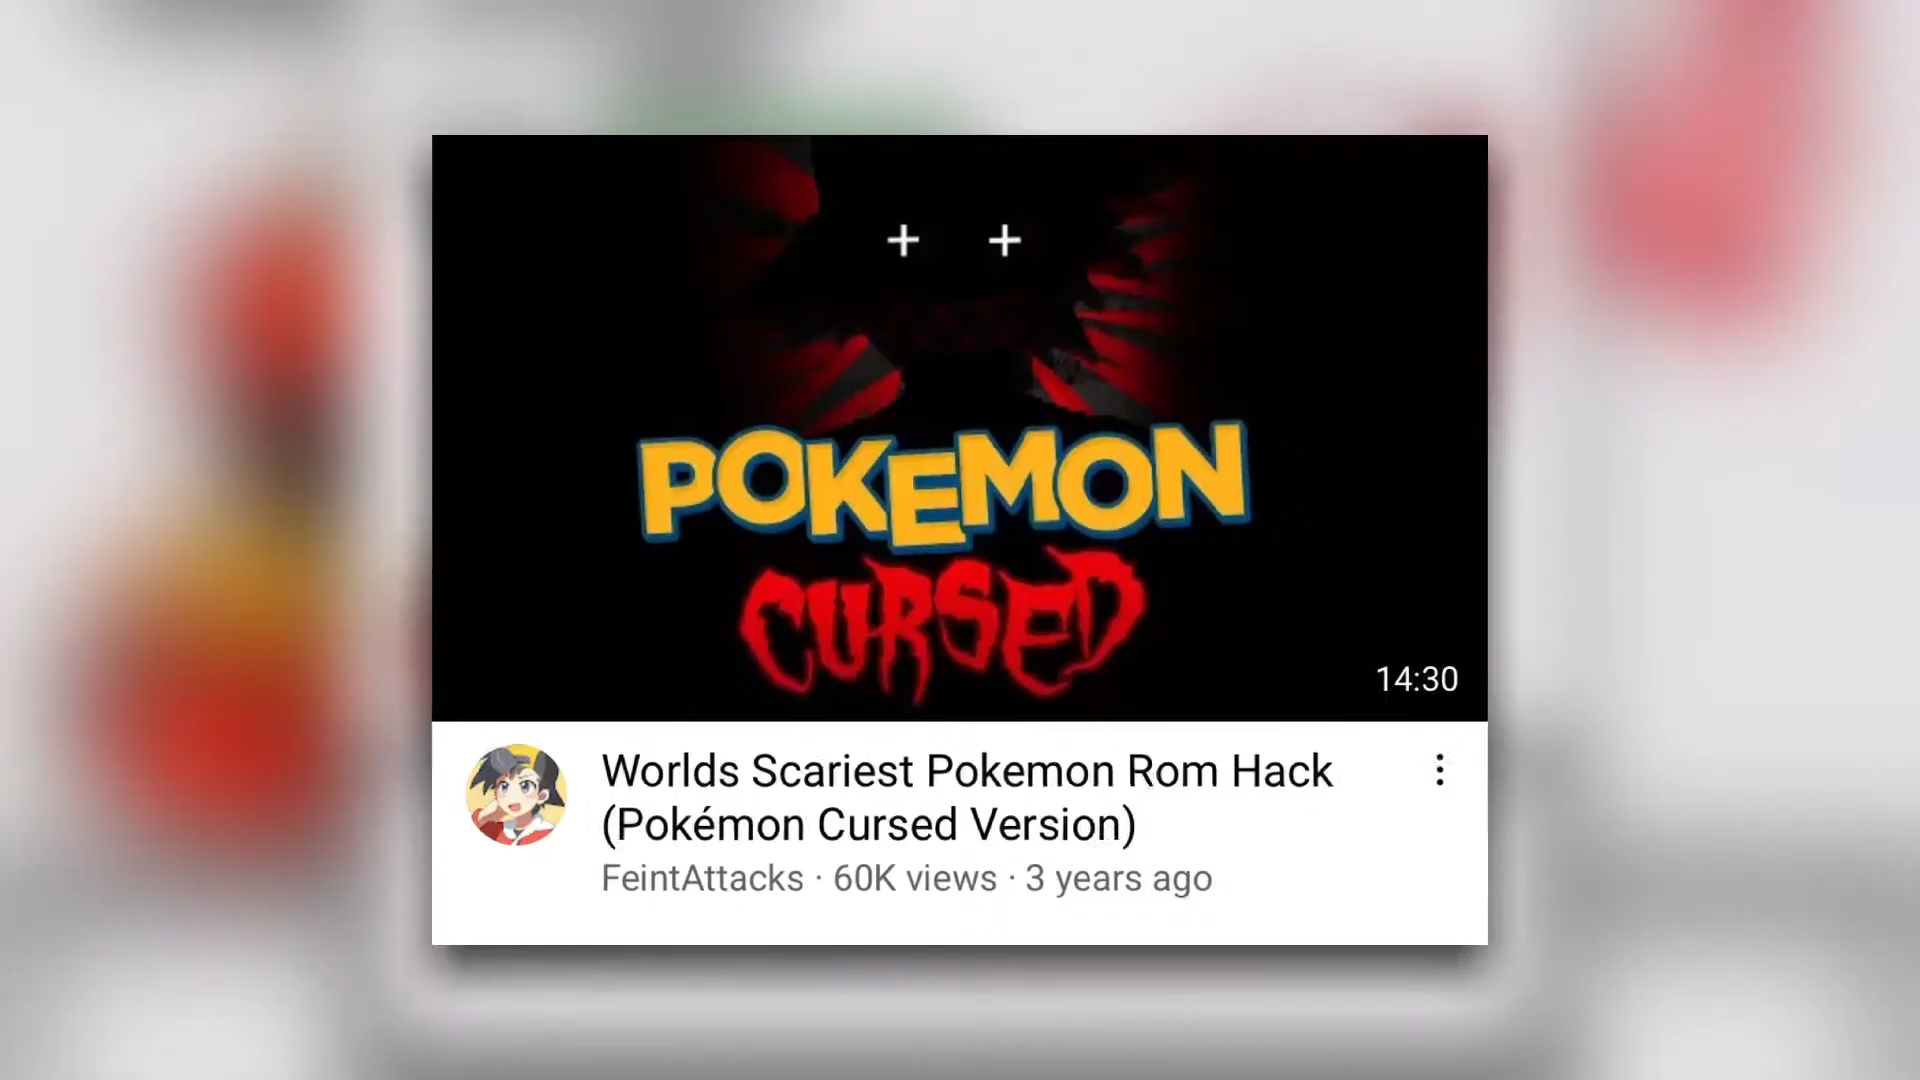 + +
POKEMON
CURSED
14:30
Worlds Scariest Pokemon Rom Hack
(Pokémon Cursed Version)
FeintAttacks · 60K views · 3 years ago